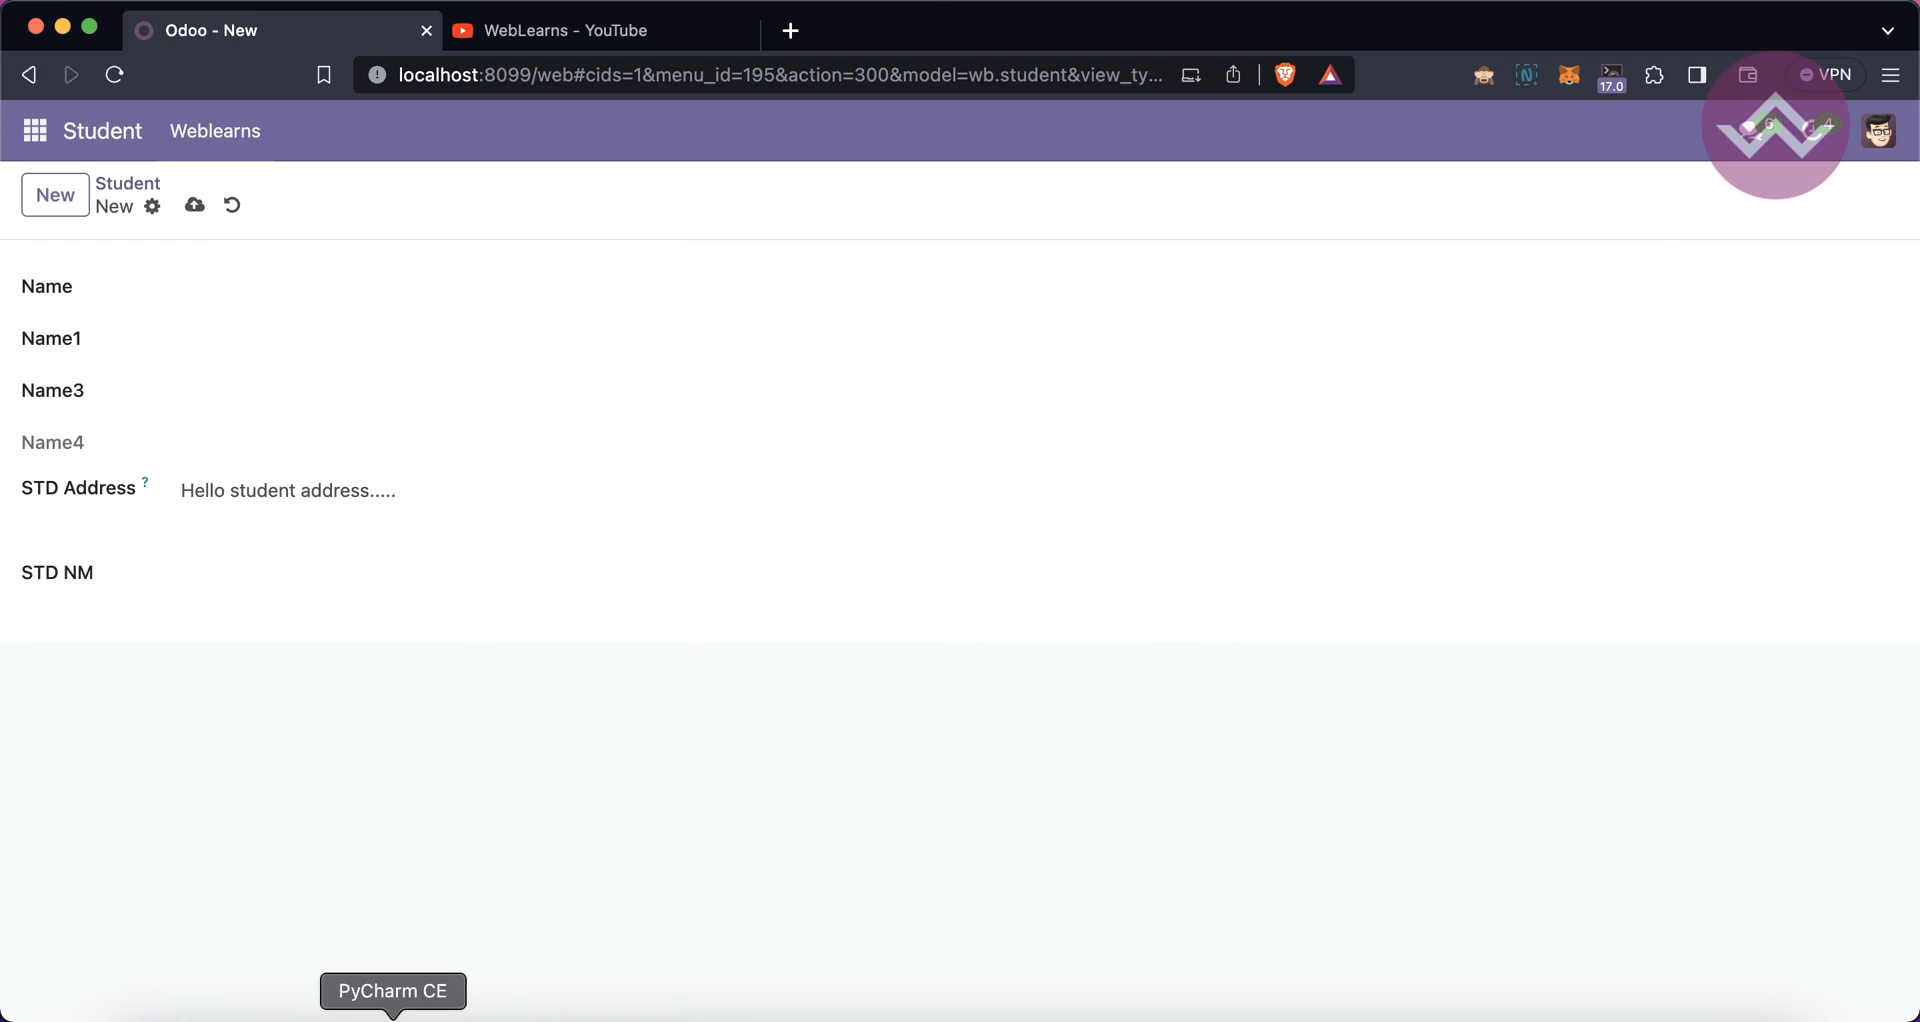 Odoo - New
WebLearns - YouTube
localhost:8099/web#cids=1&menu_id=195&action=300&model=wb.student&view_ty...
17.0
VPN
Student
Weblearns
6
4
New
Student
New
Name
Name1
Name3
Name4
STD Address ?
Hello student address.....
STD NM
PyCharm CE